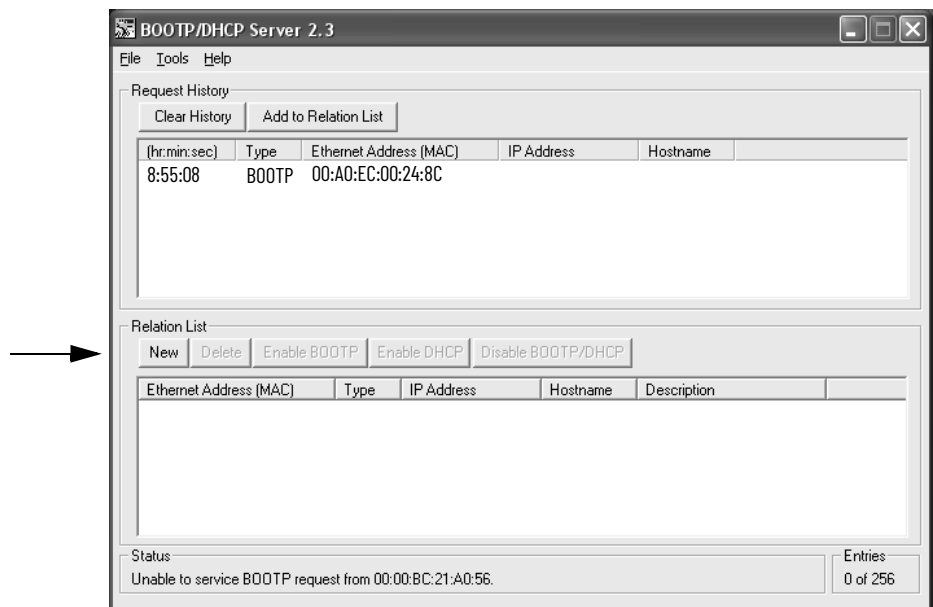 BOOTP/DHCP Server 2.3
File Tools Help
Request History
Clear History Add to Relation List
(hr:min:sec) Type Ethernet Address (MAC) IP Address Hostname
8:55:08 BOOTP 00:A0:EC:00:24:8C
Relation List
New Delete Enable BOOTP Enable DHCP Disable BOOTP/DHCP
Ethernet Address (MAC) Type IP Address Hostname Description
Status
Unable to service BOOTP request from 00:00:BC:21:A0:56.
Entries
0 of 256